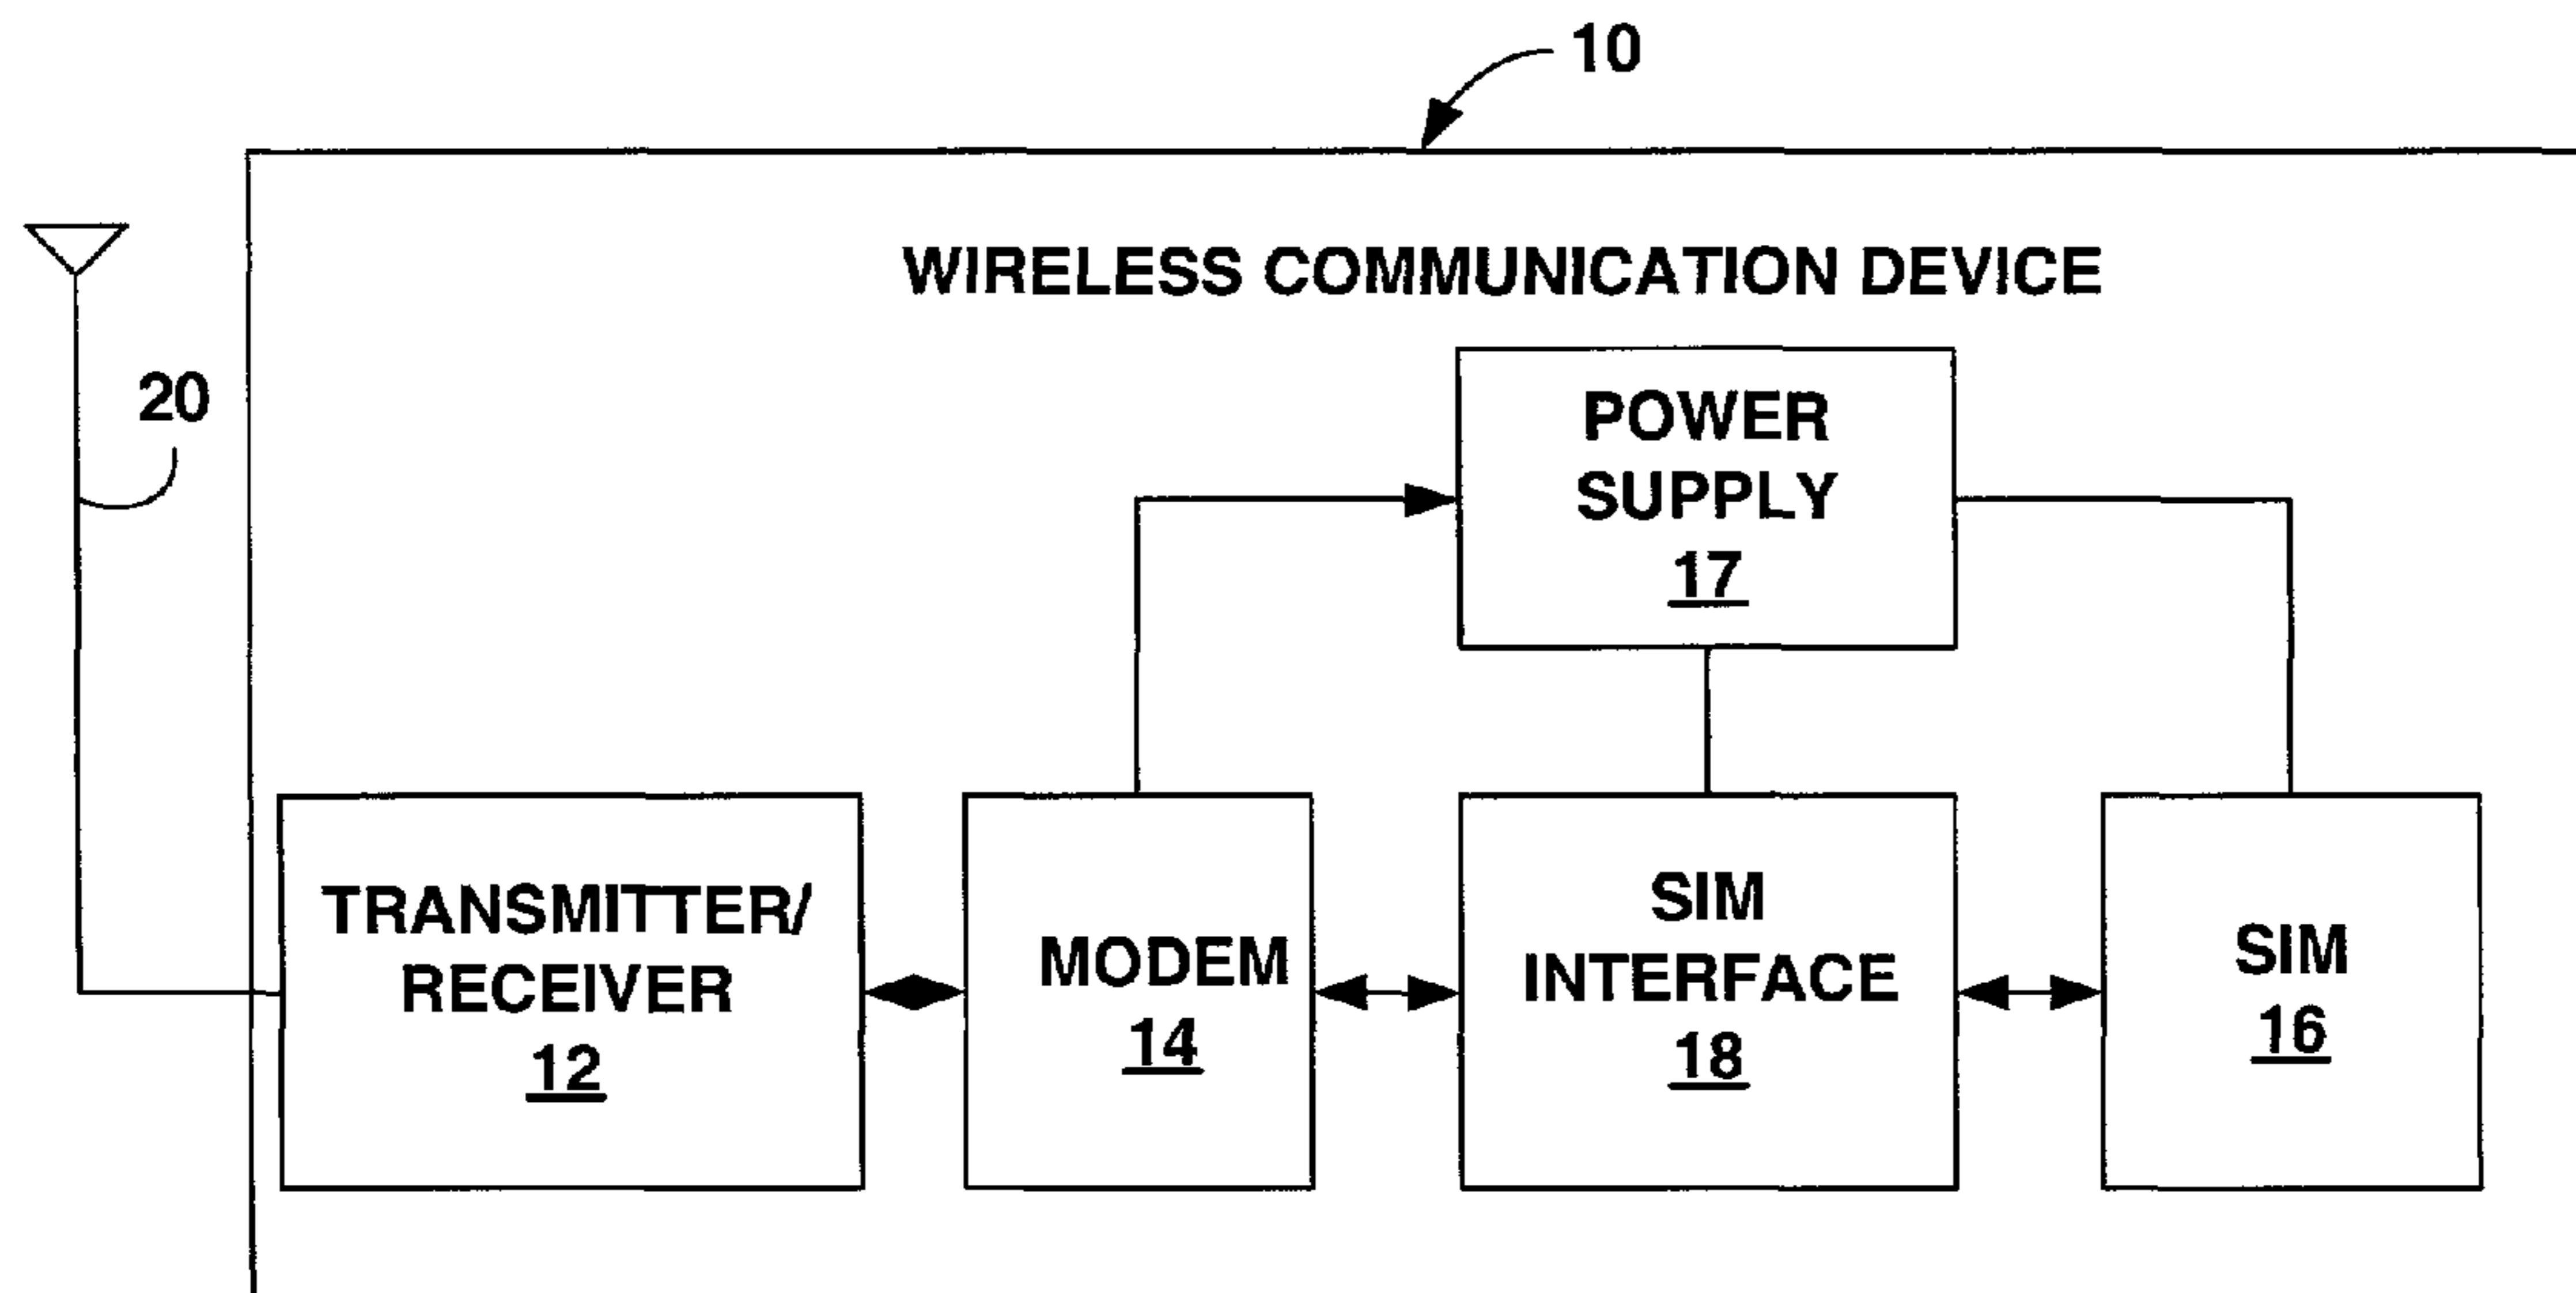 10
WIRELESS COMMUNICATION DEVICE
20
POWER
SUPPLY
17
TRANSMITTER/
RECEIVER
12
MODEM
14
SIM
INTERFACE
18
SIM
16